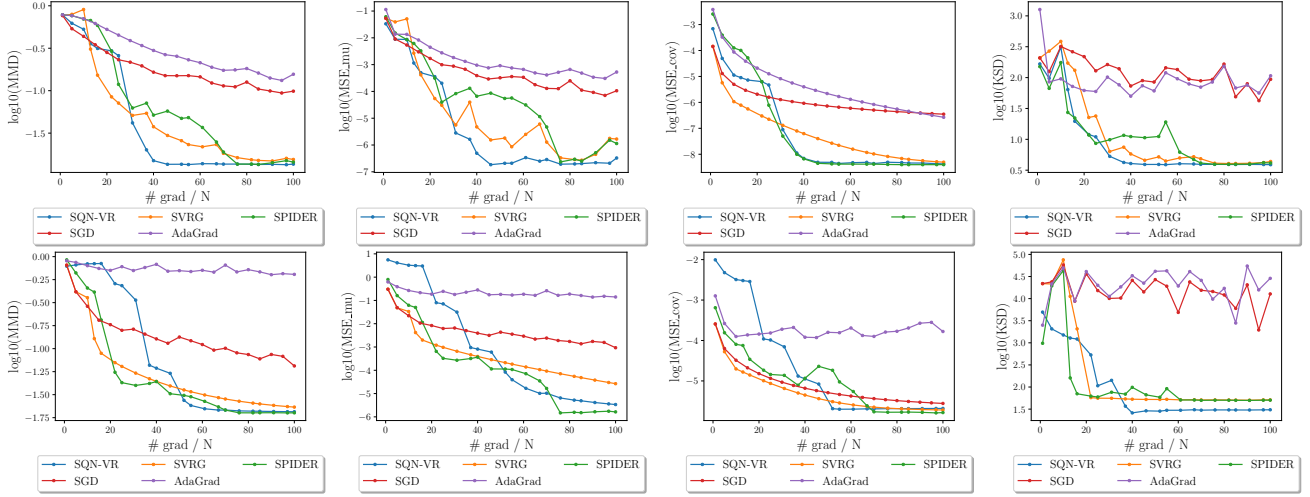 log10(MMD)
0.0
−0.5
−1.0
−1.5
0 20 40 60 80 100
# grad / N
SQN-VR SVRG SPIDER
SGD AdaGrad
log10(MSE_mu)
−1
−2
−3
−4
−5
−6
−7
0 20 40 60 80 100
# grad / N
SQN-VR SVRG SPIDER
SGD AdaGrad
log10(MSE_cov)
−3
−4
−5
−6
−7
−8
0 20 40 60 80 100
# grad / N
SQN-VR SVRG SPIDER
SGD AdaGrad
log10(KSD)
3.0
2.5
2.0
1.5
1.0
0.5
0 20 40 60 80 100
# grad / N
SQN-VR SVRG SPIDER
SGD AdaGrad
log10(MMD)
0.00
−0.25
−0.50
−0.75
−1.00
−1.25
−1.50
−1.75
0 20 40 60 80 100
# grad / N
SQN-VR SVRG SPIDER
SGD AdaGrad
log10(MSE_mu)
1
0
−1
−2
−3
−4
−5
−6
0 20 40 60 80 100
# grad / N
SQN-VR SVRG SPIDER
SGD AdaGrad
log10(MSE_cov)
−2
−3
−4
−5
0 20 40 60 80 100
# grad / N
SQN-VR SVRG SPIDER
SGD AdaGrad
log10(KSD)
5.0
4.5
4.0
3.5
3.0
2.5
2.0
1.5
0 20 40 60 80 100
# grad / N
SQN-VR SVRG SPIDER
SGD AdaGrad